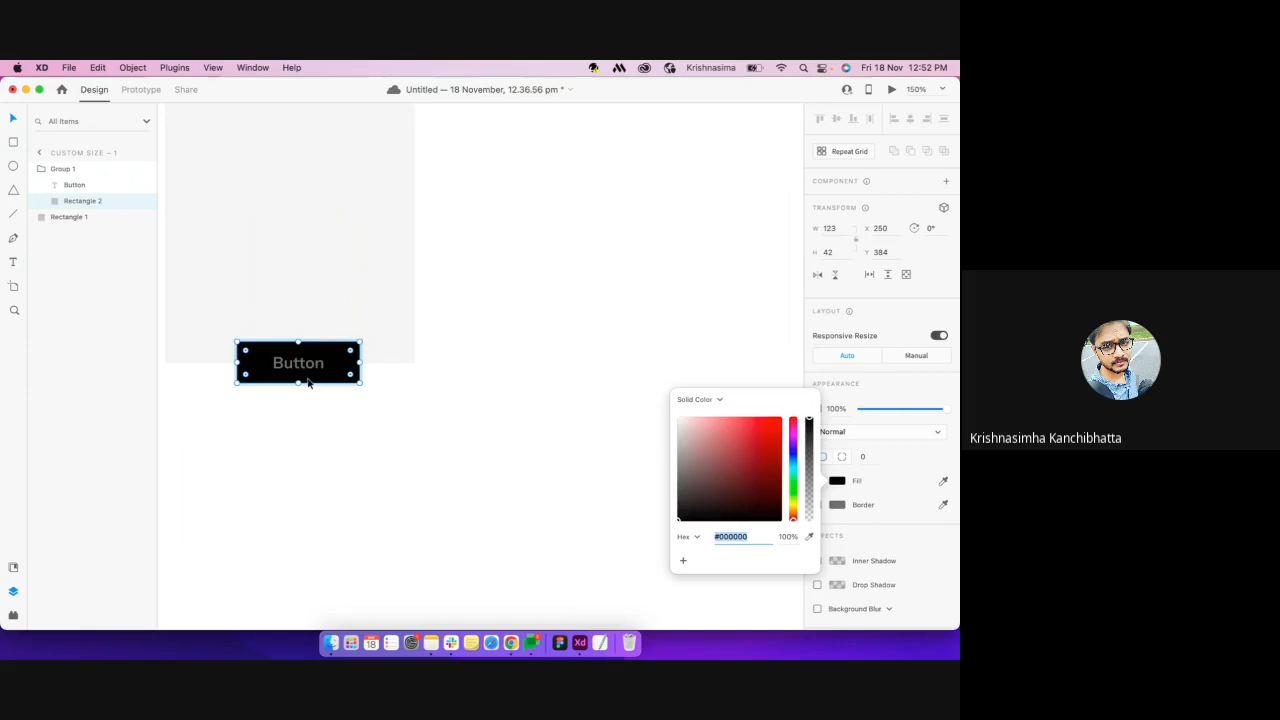 XD File Edit Object Plugins View Window Help
Krishnasima Fri 18 Nov 12:52 PM
Design Prototype Share
Untitled — 18 November, 12.36.56 pm *
150%
All Items
CUSTOM SIZE – 1
Group 1
Button
Rectangle 2
Rectangle 1
Button
Repeat Grid
COMPONENT
TRANSFORM
W 123 X 250 0°
H 42 Y 384
LAYOUT
Responsive Resize
Auto Manual
APPEARANCE
100%
Normal
0
Fill
Border
Inner Shadow
Drop Shadow
Background Blur
Solid Color
Hex #000000 100%
18
Xd
Krishnasimha Kanchibhatta